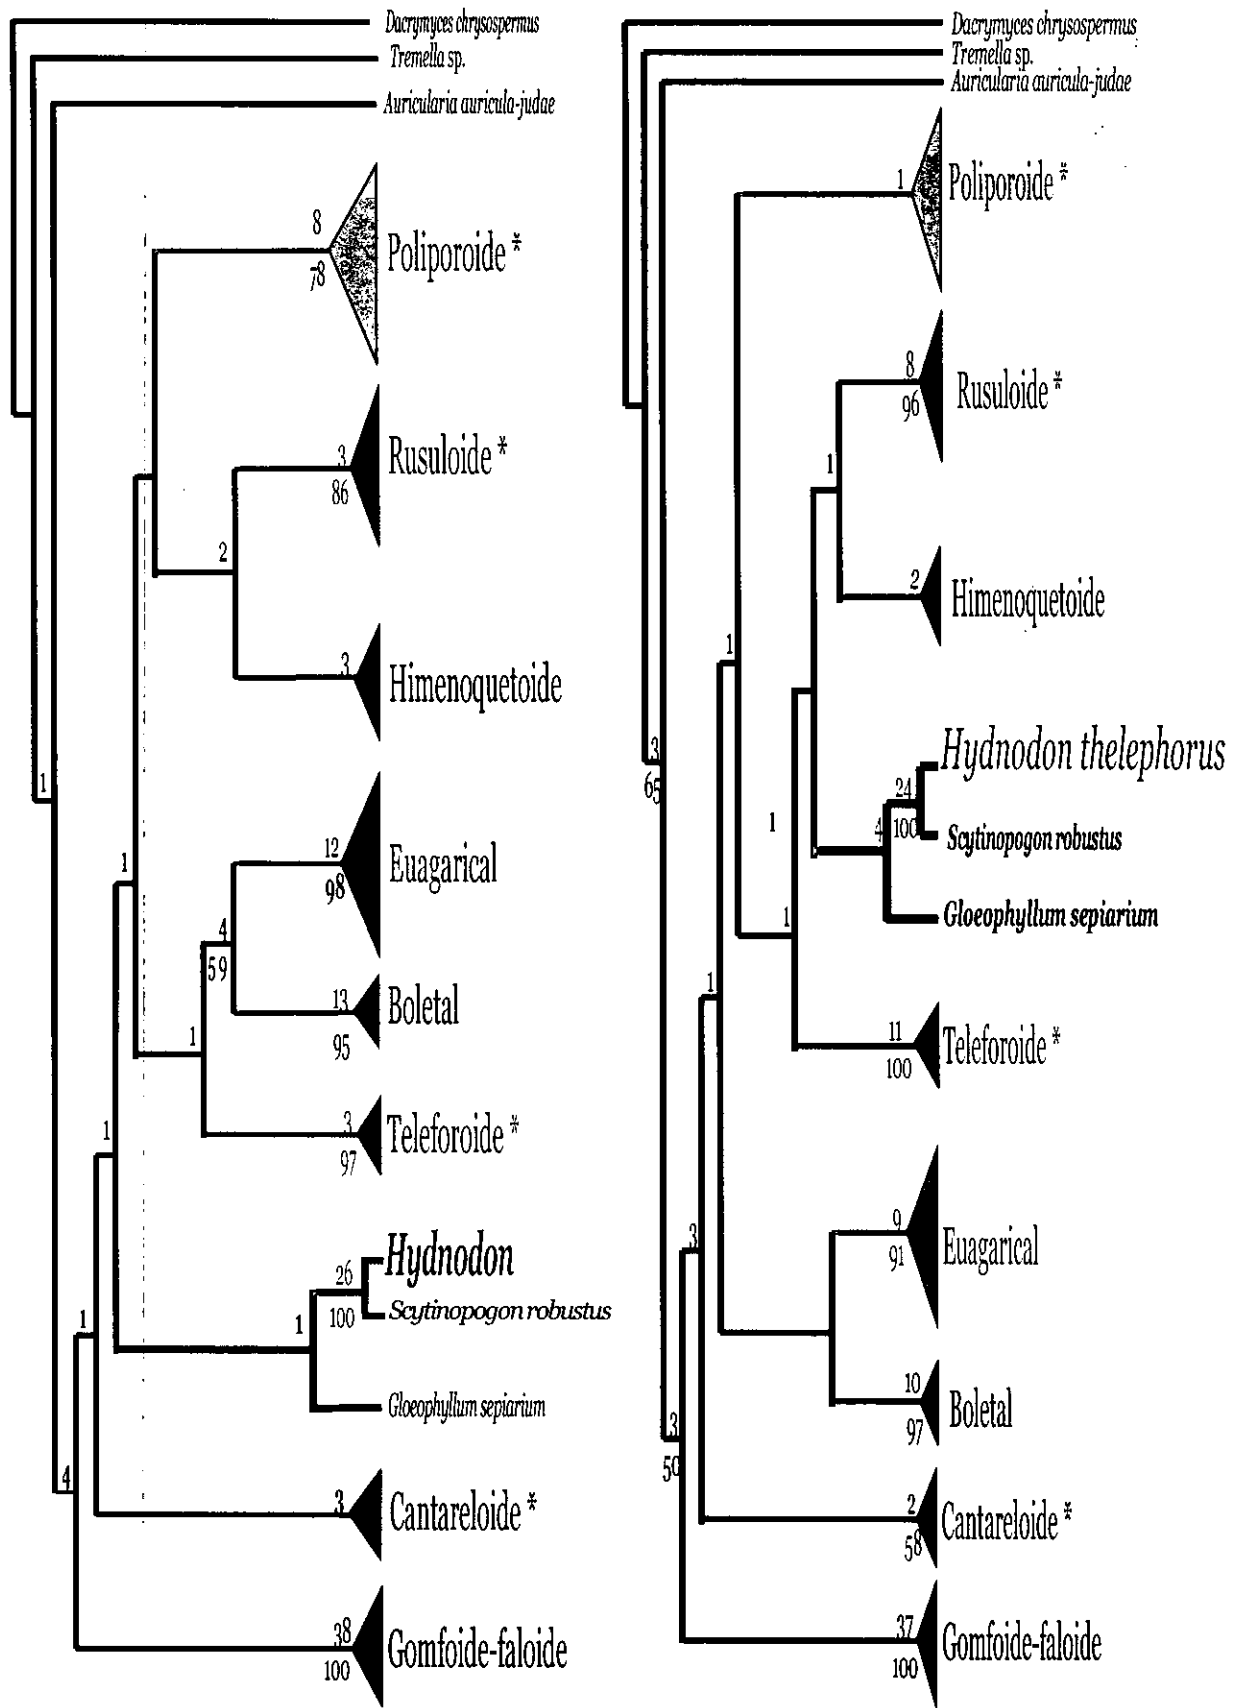 Dacrymyces chrysospermus
Tremella sp.
Auricularia auricula-judae
8
Poliporoide *
78
3
Rusuloide *
86
2
3
Himenoquetoide
1
12
Euagarical
98
1
4
59
13
Boletal
95
1
3
Teleforoide *
97
1
Hydnodon
26
100
Scytinopogon robustus
1
1
Gloeophyllum sepiarium
4
3
Cantareloide *
38
Gomfoide-faloide
100
Dacrymyces chrysospermus
Tremella sp.
Auricularia auricula-judae
1
Poliporoide *
8
Rusuloide *
96
1
2
Himenoquetoide
1
3
65
Hydnodon thelephorus
24
100
Scytinopogon robustus
4
1
Gloeophyllum sepiarium
1
11
Teleforoide *
100
1
9
Euagarical
91
3
10
Boletal
97
3
50
2
Cantareloide *
58
37
Gomfoide-faloide
100